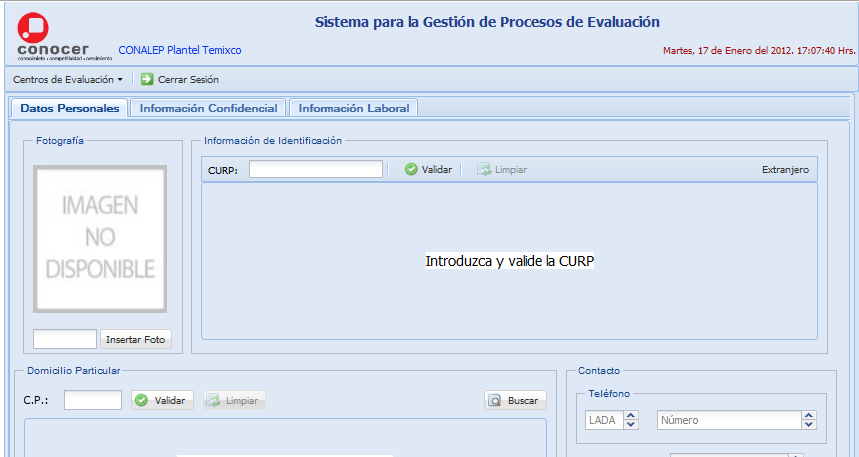 Sistema para la Gestión de Procesos de Evaluación
conocer
conocimiento • competitividad • crecimiento
CONALEP Plantel Temixco
Martes, 17 de Enero del 2012. 17:07:40 Hrs.
Centros de Evaluación
Cerrar Sesión
Datos Personales
Información Confidencial
Información Laboral
Fotografía
IMAGEN
NO
DISPONIBLE
Insertar Foto
Información de Identificación
CURP:
Validar
Limpiar
Extranjero
Introduzca y valide la CURP
Domicilio Particular
C.P.:
Validar
Limpiar
Buscar
Contacto
Teléfono
LADA
Número